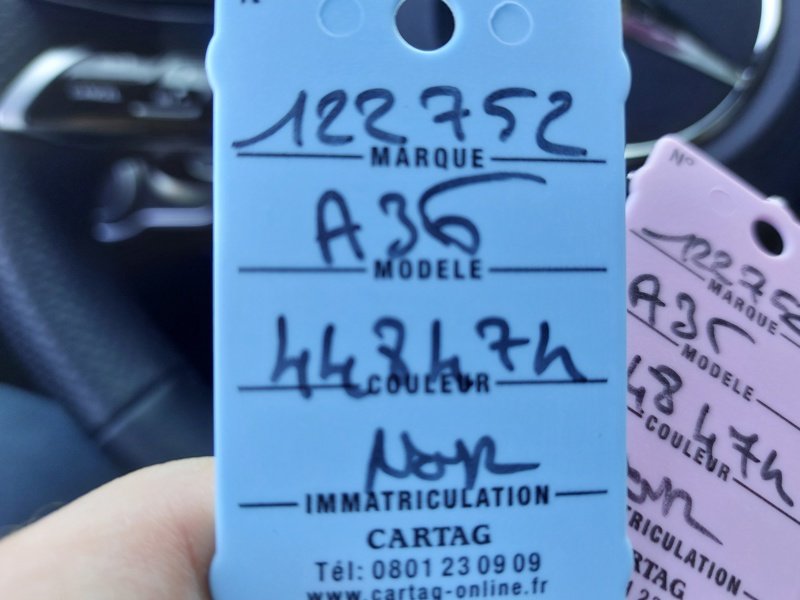 122752
MARQUE
A35
MODELE
448474
COULEUR
Noir
IMMATRICULATION
CARTAG
Tél: 0801 23 09 09
www.cartag-online.fr
N°
122752
MARQUE
A35
MODELE
COULEUR